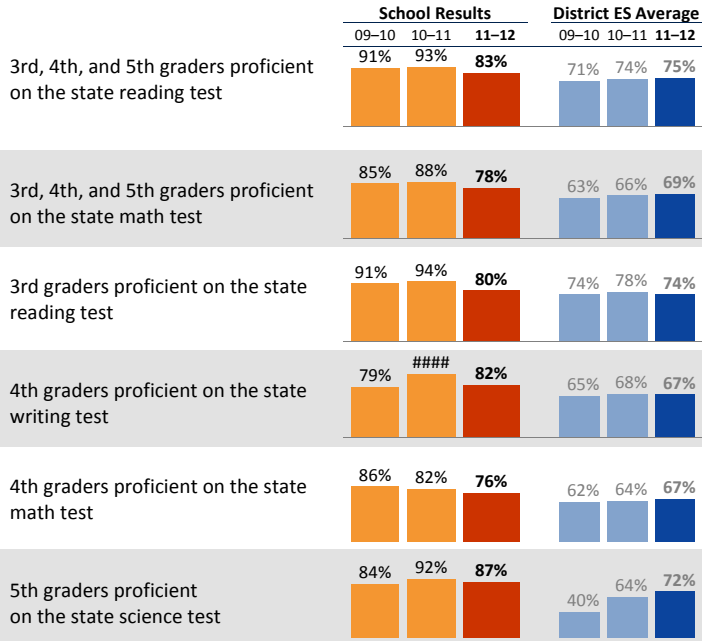 School Results District ES Average
09–10 10–11 11–12 09–10 10–11 11–12
91% 93% 83% 71% 74% 75%
3rd, 4th, and 5th graders proficient
on the state reading test
85% 88% 78% 63% 66% 69%
3rd, 4th, and 5th graders proficient
on the state math test
91% 94% 80% 74% 78% 74%
3rd graders proficient on the state
reading test
79% #### 82% 65% 68% 67%
4th graders proficient on the state
writing test
86% 82% 76% 62% 64% 67%
4th graders proficient on the state
math test
84% 92% 87% 40% 64% 72%
5th graders proficient
on the state science test